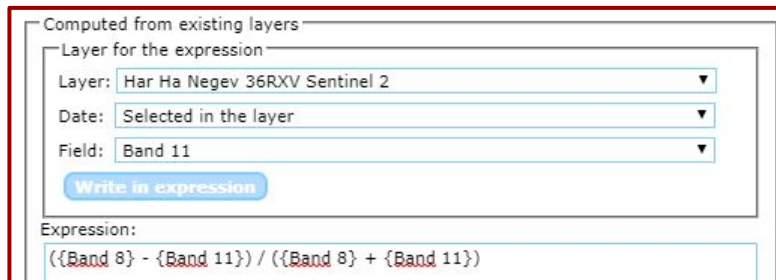 Computed from existing layers
Layer for the expression
Layer: Har Ha Negev 36RXV Sentinel 2
Date: Selected in the layer
Field: Band 11
Write in expression
Expression:
({Band 8} - {Band 11}) / ({Band 8} + {Band 11})